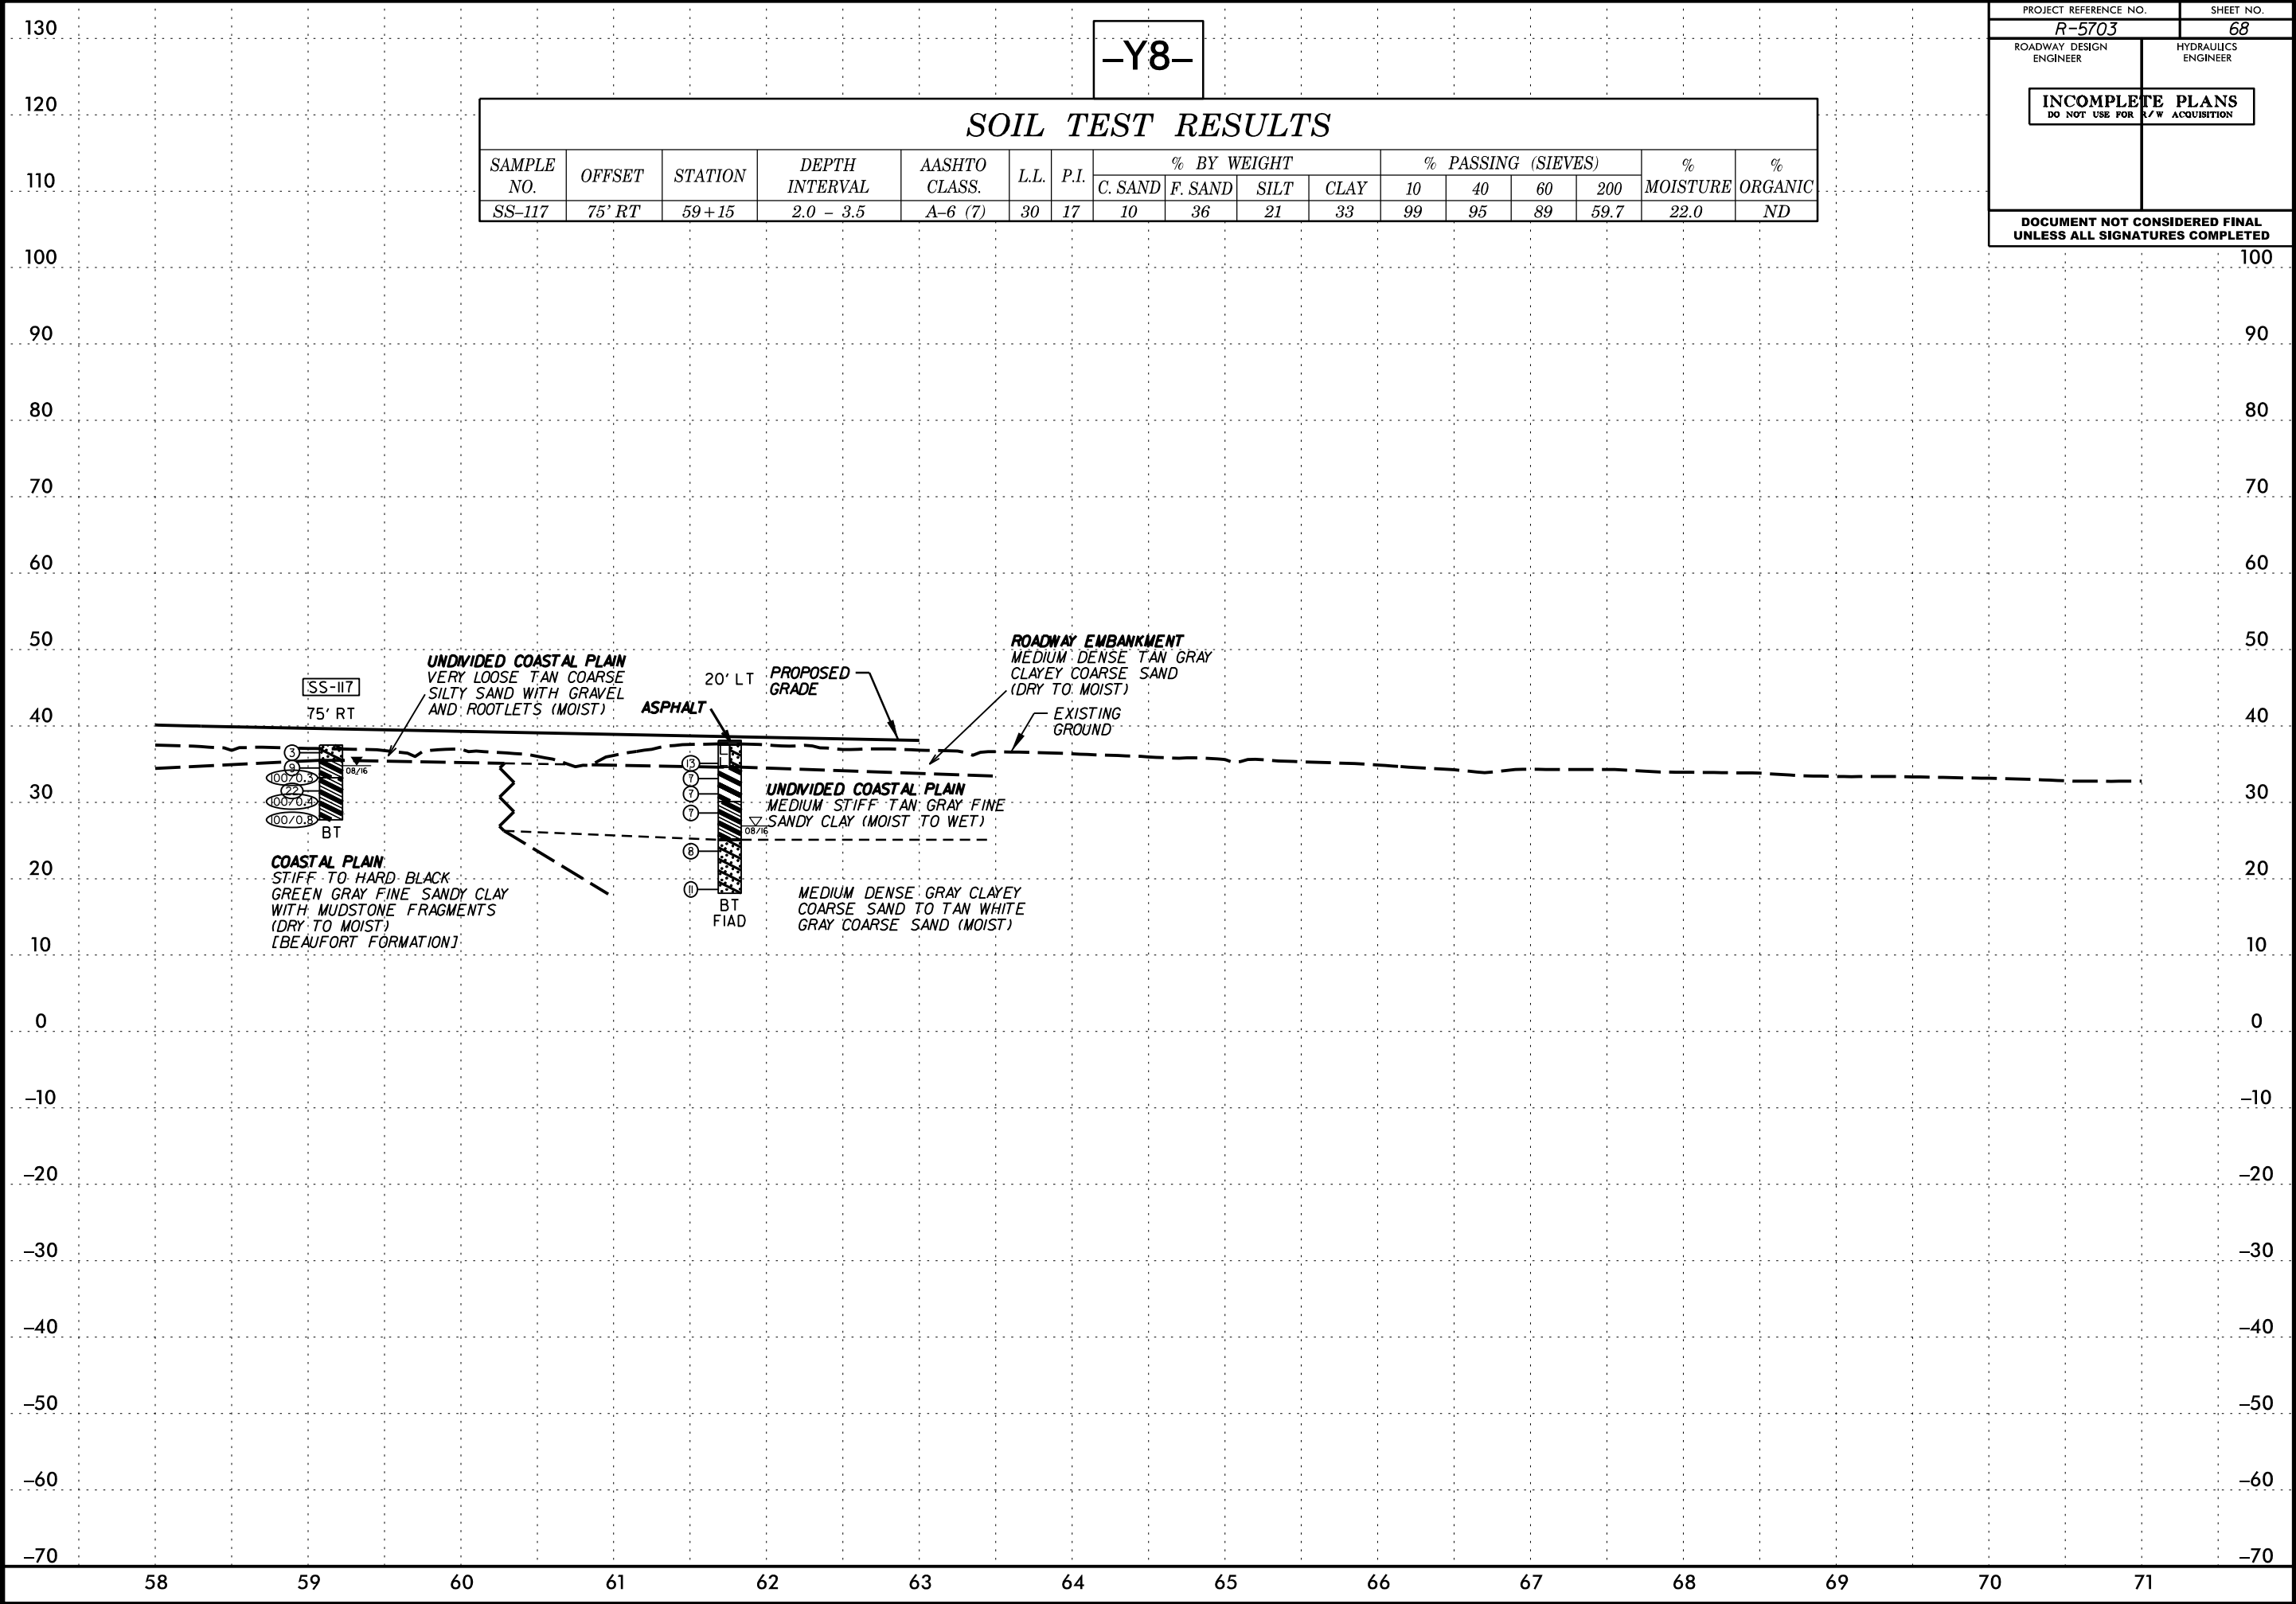 PROJECT REFERENCE NO. SHEET NO.
R-5703 68
ROADWAY DESIGN
ENGINEER
HYDRAULICS
ENGINEER
INCOMPLETE PLANS
DO NOT USE FOR R/W ACQUISITION
DOCUMENT NOT CONSIDERED FINAL
UNLESS ALL SIGNATURES COMPLETED
–Y8–
SOIL TEST RESULTS
SAMPLE NO. OFFSET STATION DEPTH INTERVAL AASHTO CLASS. L.L. P.I. % BY WEIGHT % PASSING (SIEVES) % MOISTURE % ORGANIC
C. SAND F. SAND SILT CLAY 10 40 60 200
SS–117 75' RT 59+15 2.0 – 3.5 A–6 (7) 30 17 10 36 21 33 99 95 89 59.7 22.0 ND
130
120
110
100 100
90 90
80 80
70 70
60 60
50 50
40 40
30 30
20 20
10 10
0 0
–10 –10
–20 –20
–30 –30
–40 –40
–50 –50
–60 –60
–70 –70
SS-117
75' RT
UNDIVIDED COASTAL PLAIN
VERY LOOSE TAN COARSE
SILTY SAND WITH GRAVEL
AND ROOTLETS (MOIST)
3
9
100/0.3
22
100/0.4
100/0.8
08/16
BT
COASTAL PLAIN
STIFF TO HARD BLACK
GREEN GRAY FINE SANDY CLAY
WITH MUDSTONE FRAGMENTS
(DRY TO MOIST)
[BEAUFORT FORMATION]
20' LT
ASPHALT
PROPOSED
GRADE
ROADWAY EMBANKMENT
MEDIUM DENSE TAN GRAY
CLAYEY COARSE SAND
(DRY TO MOIST)
EXISTING
GROUND
L
13
7
7
7
8
11
08/16
UNDIVIDED COASTAL PLAIN
MEDIUM STIFF TAN GRAY FINE
SANDY CLAY (MOIST TO WET)
BT
FIAD
MEDIUM DENSE GRAY CLAYEY
COARSE SAND TO TAN WHITE
GRAY COARSE SAND (MOIST)
58 59 60 61 62 63 64 65 66 67 68 69 70 71